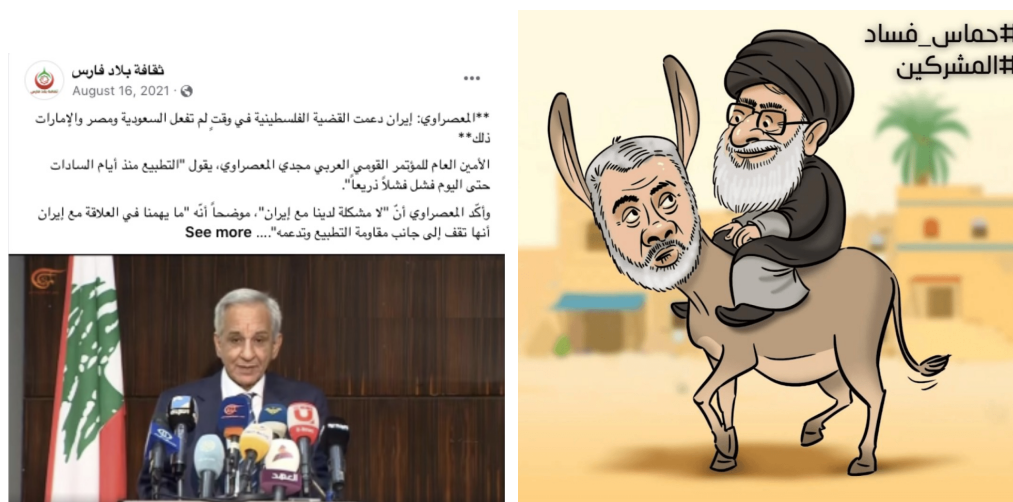 ثقافة بلاد فارس
August 16, 2021 ·
**المعصراوي: إيران دعمت القضية الفلسطينية في وقتٍ لم تفعل السعودية ومصر والإمارات
ذلك**
الأمين العام للمؤتمر القومي العربي مجدي المعصراوي، يقول "التطبيع منذ أيام السادات
حتى اليوم فشل فشلاً ذريعاً".
وأكّد المعصراوي أنّ "لا مشكلة لدينا مع إيران"، موضحاً أنّه "ما يهمنا في العلاقة مع إيران
أنها تقف إلى جانب مقاومة التطبيع وتدعمه".... See more
العهد
#حماس_فساد
#المشركين